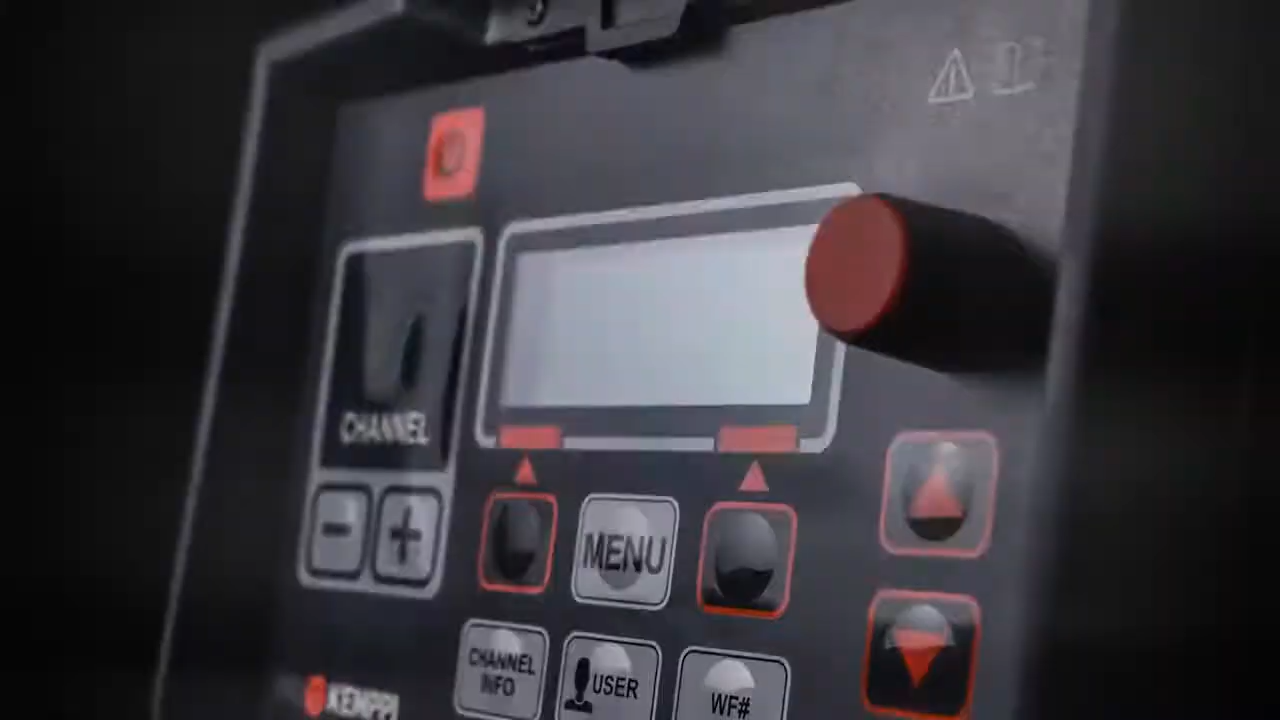 CHANNEL
− +
MENU
CHANNEL
INFO
USER
WF#
KEMPPI